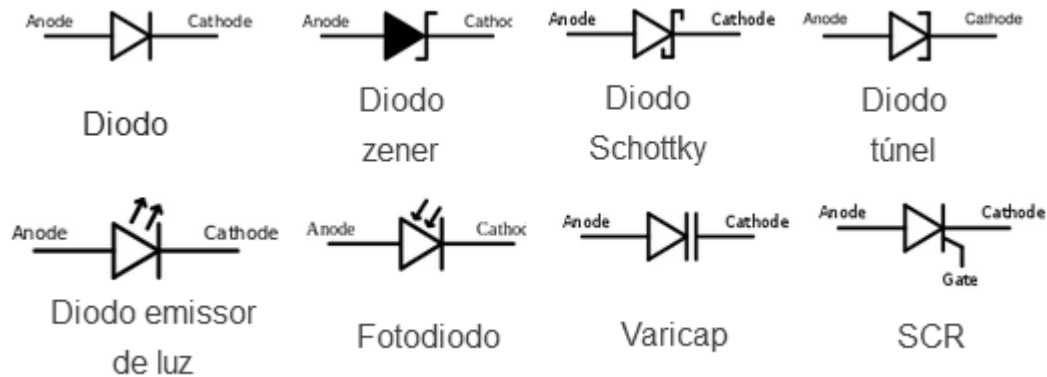 Anode Cathode
Diodo
Anode Cathoc
Diodo
zener
Anode Cathode
Diodo
Schottky
Anode Cathode
Diodo
túnel
Anode Cathode
Diodo emissor
de luz
Anode Cathoc
Fotodiodo
Anode Cathode
Varicap
Anode Cathode
Gate
SCR